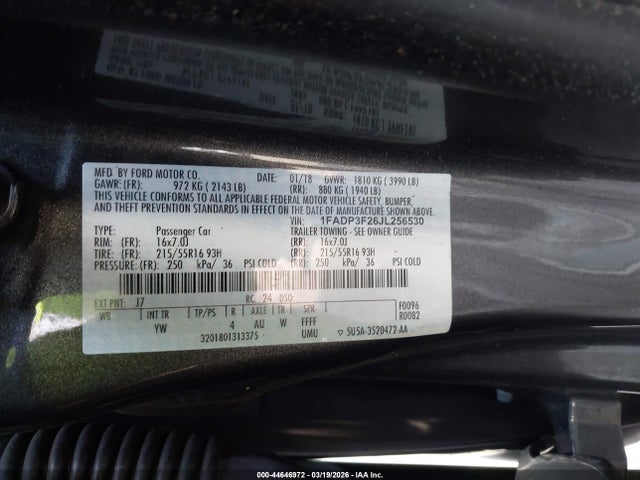 MFD. BY FORD MOTOR CO. DATE: 01/18 GVWR: 1810 KG ( 3990 LB)
GAWR: (FR): 972 KG ( 2143 LB) (RR): 880 KG ( 1940 LB)
THIS VEHICLE CONFORMS TO ALL APPLICABLE FEDERAL MOTOR VEHICLE SAFETY, BUMPER,
AND THEFT PREVENTION STANDARDS IN EFFECT ON THE DATE OF MANUFACTURE SHOWN ABOVE.
VIN: 1FADP3F26JL256530
TYPE: Passenger Car TRAILER TOWING - SEE OWNER GUIDE
RIM: (FR) 16x7.0J (RR): 16x7.0J
TIRE: (FR) 215/55R16 93H (RR): 215/55R16 93H
PRESSURE: (FR) 250 kPa/ 36 PSI COLD (RR): 250 kPa/ 36 PSI COLD
EXT PNT: J7 RC: 24 DSO:
WB INT TR TP/PS R AXLE TR SPR F0096
YW 4 AU W FFFF R0082
3201801313375 UMU ▽ 5U5A-3520472-AA
000-44646972 - 03/19/2026 - IAA Inc.